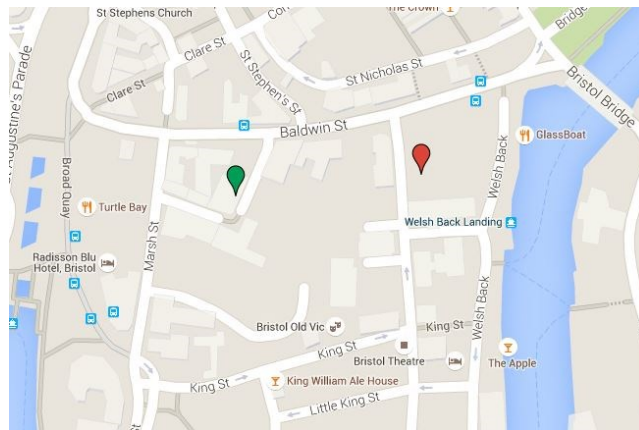 St Stephens Church
The Crown
Clare St
St Stephen's St
St Nicholas St
Clare St
Bristol Bridge
St Augustine's Parade
Baldwin St
GlassBoat
Broad Quay
Welsh Back
Turtle Bay
Welsh Back Landing
Marsh St
Radisson Blu
Hotel, Bristol
Bristol Old Vic
King St
Welsh Back
King St
Bristol Theatre
The Apple
King St
King William Ale House
Little King St